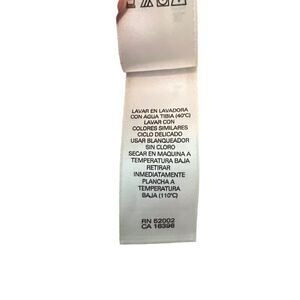 LAVAR EN LAVADORA
CON AGUA TIBIA (40°C)
LAVAR CON
COLORES SIMILARES
CICLO DELICADO
USAR BLANQUEADOR
SIN CLORO
SECAR EN MAQUINA A
TEMPERATURA BAJA
RETIRAR
INMEDIATAMENTE
PLANCHA A
TEMPERATURA
BAJA (110°C)
RN 52002
CA 16396